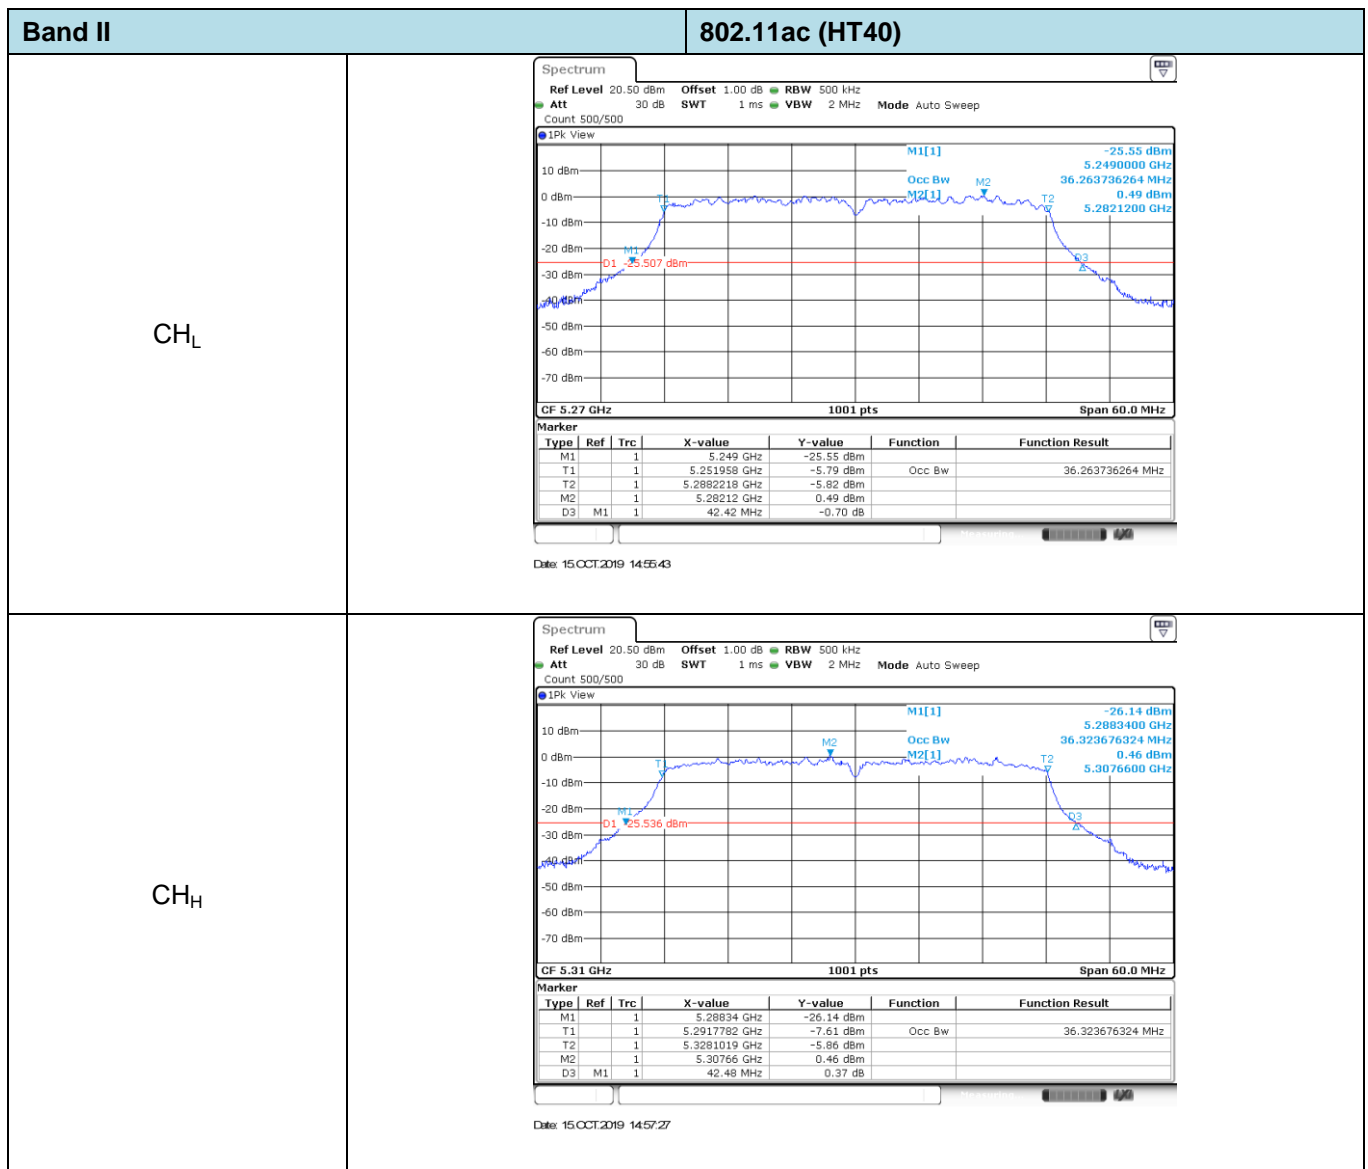 Band II 802.11ac (HT40)
CHL
Spectrum
Ref Level 20.50 dBm Offset 1.00 dB RBW 500 kHz
Att 30 dB SWT 1 ms VBW 2 MHz Mode Auto Sweep
Count 500/500
1Pk View
M1[1] -25.55 dBm
5.2490000 GHz
10 dBm
Occ Bw 36.263736264 MHz
M2
M2[1] 0.49 dBm
0 dBm
T1
T2
5.2821200 GHz
-10 dBm
-20 dBm
M1
D1 -25.507 dBm
D3
-30 dBm
-40 dBm
-50 dBm
-60 dBm
-70 dBm
CF 5.27 GHz 1001 pts Span 60.0 MHz
Marker
Type Ref Trc X-value Y-value Function Function Result
M1 1 5.249 GHz -25.55 dBm
T1 1 5.251958 GHz -5.79 dBm Occ Bw 36.263736264 MHz
T2 1 5.2882218 GHz -5.82 dBm
M2 1 5.28212 GHz 0.49 dBm
D3 M1 1 42.42 MHz -0.70 dB
Date: 15.OCT.2019 14:55:43
CHH
Spectrum
Ref Level 20.50 dBm Offset 1.00 dB RBW 500 kHz
Att 30 dB SWT 1 ms VBW 2 MHz Mode Auto Sweep
Count 500/500
1Pk View
M1[1] -26.14 dBm
5.2883400 GHz
10 dBm
Occ Bw 36.323676324 MHz
M2
M2[1] 0.46 dBm
0 dBm
T1
T2
5.3076600 GHz
-10 dBm
-20 dBm
M1
D1 -25.536 dBm
D3
-30 dBm
-40 dBm
-50 dBm
-60 dBm
-70 dBm
CF 5.31 GHz 1001 pts Span 60.0 MHz
Marker
Type Ref Trc X-value Y-value Function Function Result
M1 1 5.28834 GHz -26.14 dBm
T1 1 5.2917782 GHz -7.61 dBm Occ Bw 36.323676324 MHz
T2 1 5.3281019 GHz -5.86 dBm
M2 1 5.30766 GHz 0.46 dBm
D3 M1 1 42.48 MHz 0.37 dB
Date: 15.OCT.2019 14:57:27